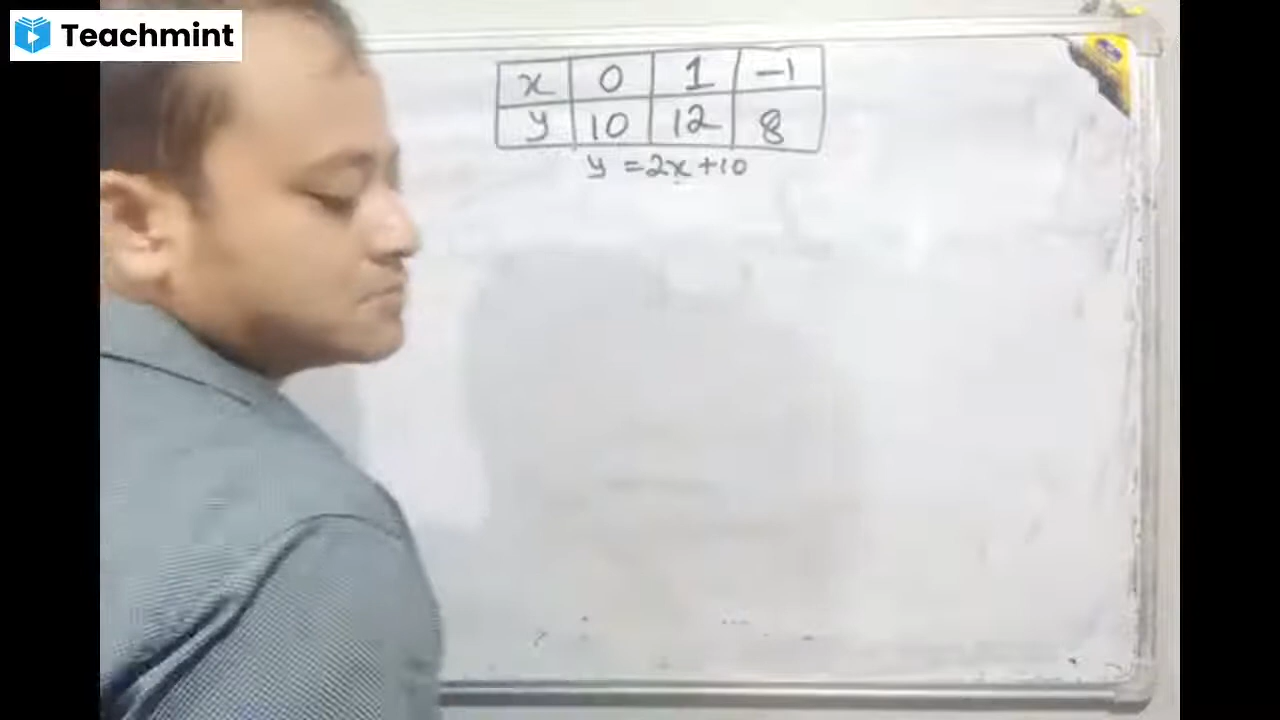 Teachmint
x 0 1 -1
y 10 12 8
y = 2x + 10